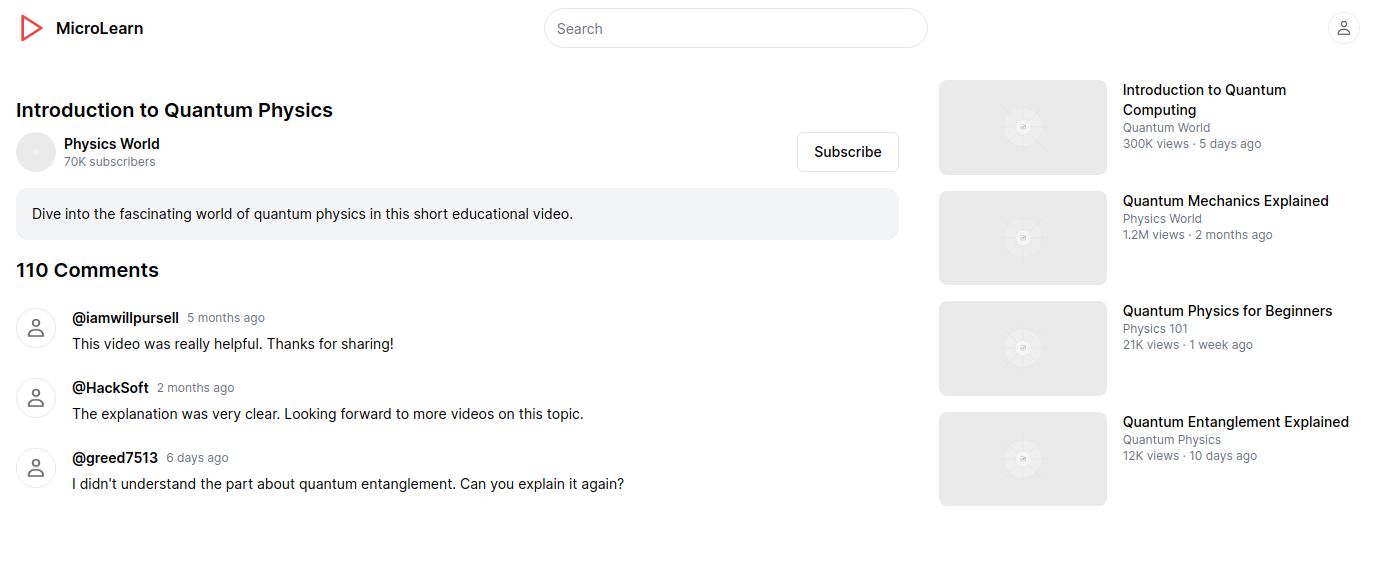 MicroLearn
Search
Introduction to Quantum Physics
Physics World
70K subscribers
Subscribe
Dive into the fascinating world of quantum physics in this short educational video.
110 Comments
@iamwillpursell 5 months ago
This video was really helpful. Thanks for sharing!
@HackSoft 2 months ago
The explanation was very clear. Looking forward to more videos on this topic.
@greed7513 6 days ago
I didn't understand the part about quantum entanglement. Can you explain it again?
Introduction to Quantum
Computing
Quantum World
300K views · 5 days ago
Quantum Mechanics Explained
Physics World
1.2M views · 2 months ago
Quantum Physics for Beginners
Physics 101
21K views · 1 week ago
Quantum Entanglement Explained
Quantum Physics
12K views · 10 days ago